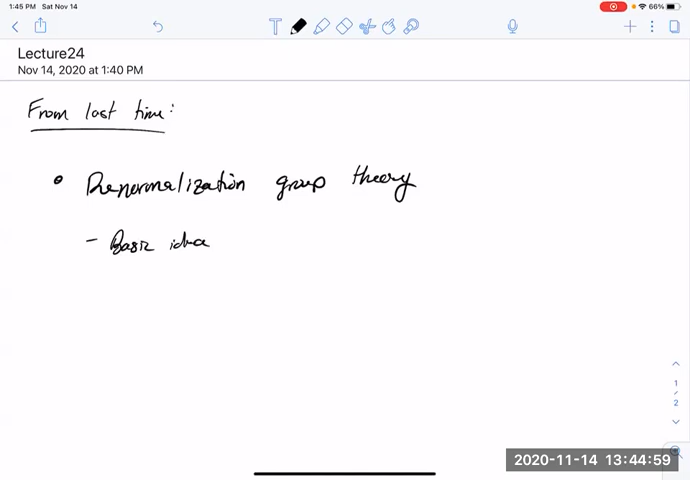 1:45 PM Sat Nov 14
66%
T
Lecture24
Nov 14, 2020 at 1:40 PM
From last time:
• Renormalization group theory
- Basic idea
1
/
2
2020-11-14 13:44:59